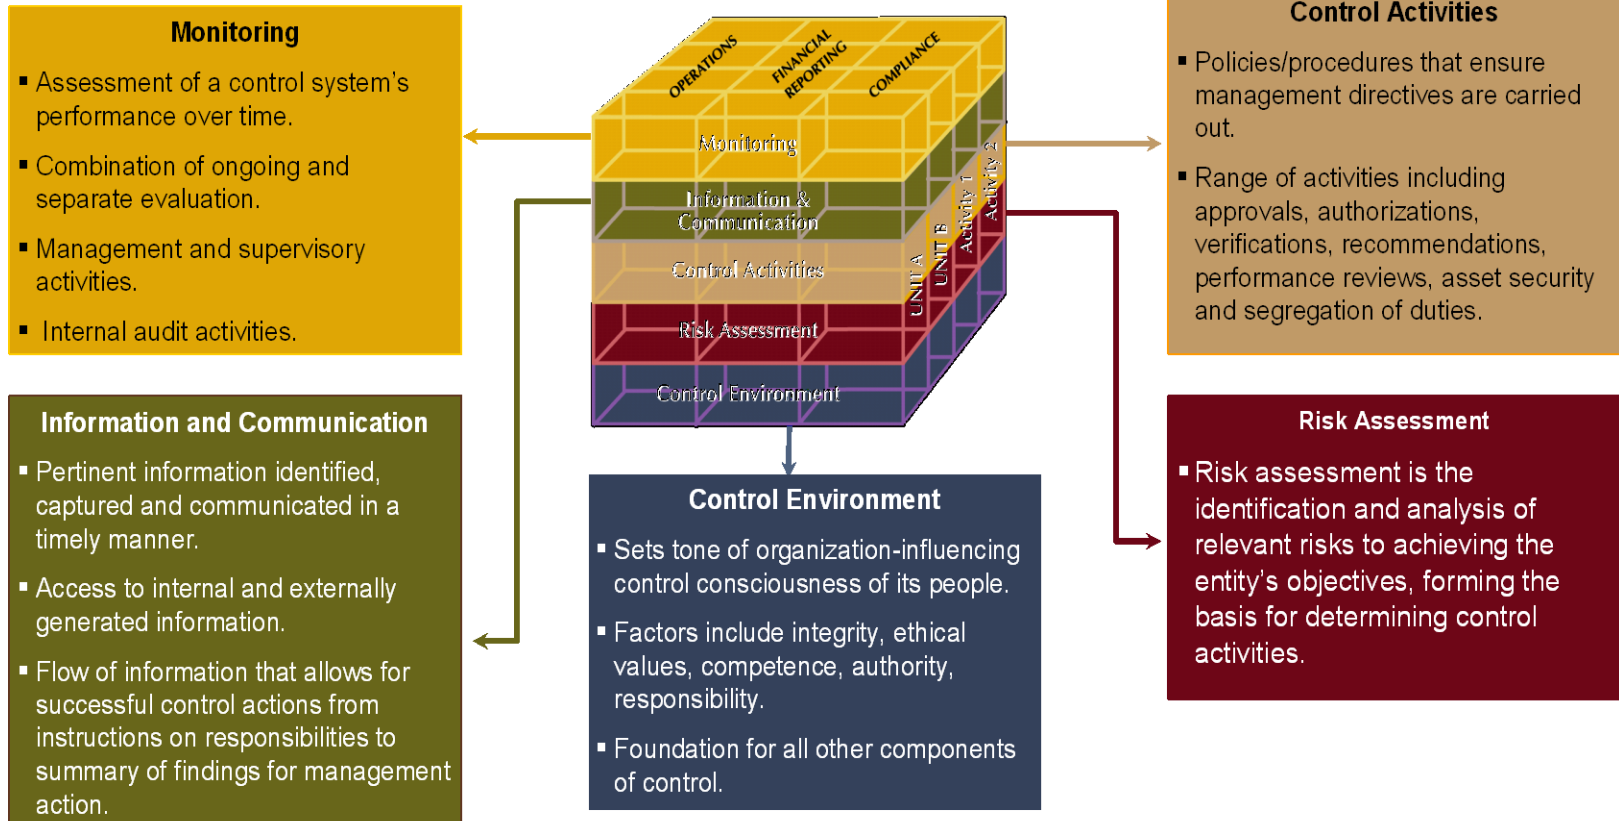 Monitoring
▪ Assessment of a control system's
performance over time.
▪ Combination of ongoing and
separate evaluation.
▪ Management and supervisory
activities.
▪ Internal audit activities.
OPERATIONS
FINANCIAL
REPORTING
COMPLIANCE
Monitoring
Information &
Communication
Control Activities
Risk Assessment
Control Environment
UNIT A
UNIT B
Activity 1
Activity 2
Control Activities
▪ Policies/procedures that ensure
management directives are carried
out.
▪ Range of activities including
approvals, authorizations,
verifications, recommendations,
performance reviews, asset security
and segregation of duties.
Information and Communication
▪ Pertinent information identified,
captured and communicated in a
timely manner.
▪ Access to internal and externally
generated information.
▪ Flow of information that allows for
successful control actions from
instructions on responsibilities to
summary of findings for management
action.
Control Environment
▪ Sets tone of organization-influencing
control consciousness of its people.
▪ Factors include integrity, ethical
values, competence, authority,
responsibility.
▪ Foundation for all other components
of control.
Risk Assessment
▪ Risk assessment is the
identification and analysis of
relevant risks to achieving the
entity's objectives, forming the
basis for determining control
activities.